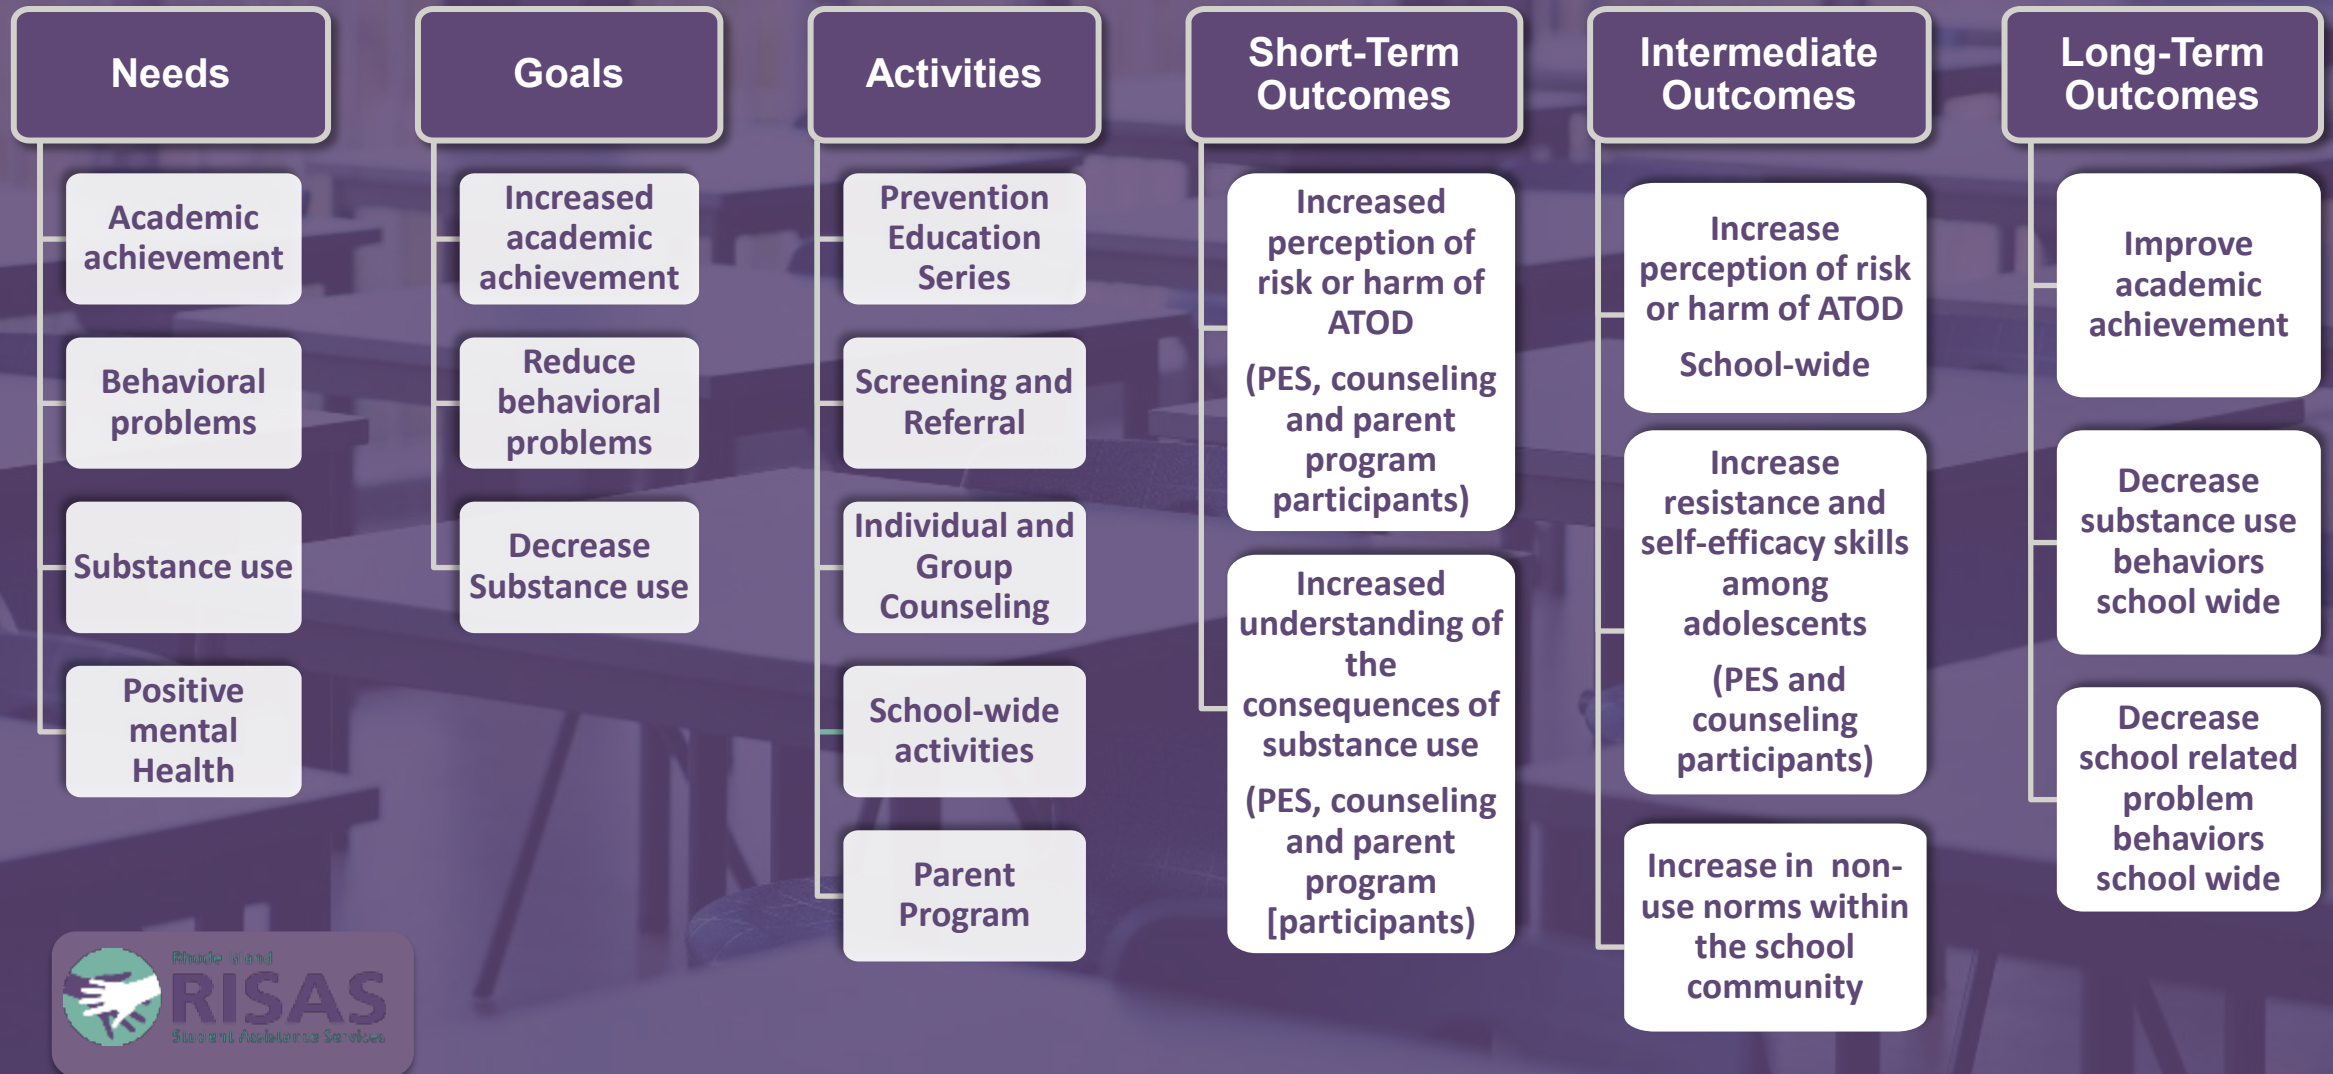 Needs
Academic
achievement
Behavioral
problems
Substance use
Positive
mental
Health
Goals
Increased
academic
achievement
Reduce
behavioral
problems
Decrease
Substance use
Activities
Prevention
Education
Series
Screening and
Referral
Individual and
Group
Counseling
School-wide
activities
Parent
Program
Short-Term
Outcomes
Increased
perception of
risk or harm of
ATOD
(PES, counseling
and parent
program
participants)
Increased
understanding of
the
consequences of
substance use
(PES, counseling
and parent
program
[participants)
Intermediate
Outcomes
Increase
perception of risk
or harm of ATOD
School-wide
Increase
resistance and
self-efficacy skills
among
adolescents
(PES and
counseling
participants)
Increase in  non-
use norms within
the school
community
Long-Term
Outcomes
Improve
academic
achievement
Decrease
substance use
behaviors
school wide
Decrease
school related
problem
behaviors
school wide
Rhode Island
RISAS
Student Assistance Services